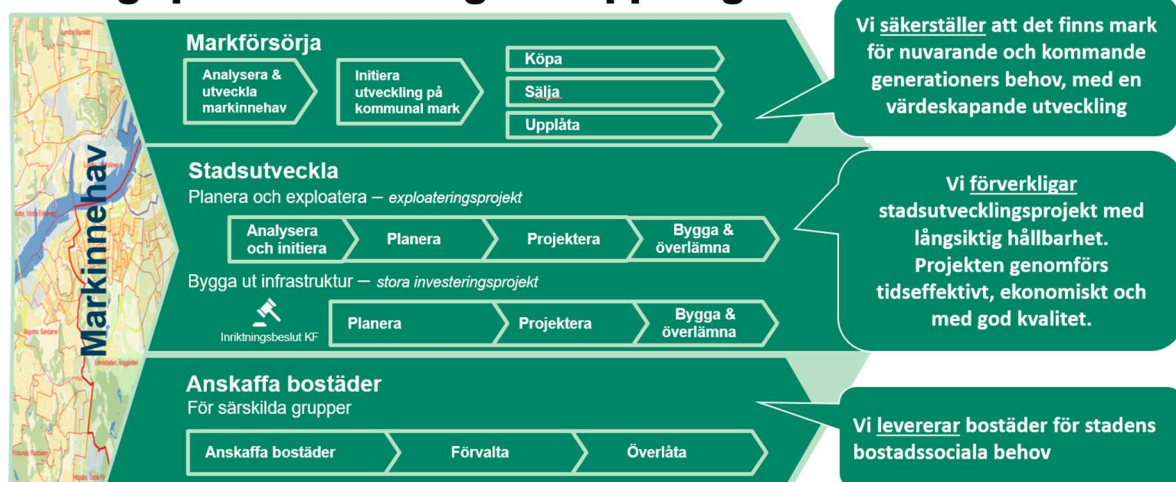 Markinnehav
Markförsörja
Analysera &
utveckla
markinnehav
Initiera
utveckling på
kommunal mark
Köpa
Sälja
Upplåta
Vi säkerställer att det finns mark
för nuvarande och kommande
generationers behov, med en
värdeskapande utveckling
Stadsutveckla
Planera och exploatera – exploateringsprojekt
Analysera
och initiera
Planera
Projektera
Bygga &
överlämna
Bygga ut infrastruktur – stora investeringsprojekt
Inriktningsbeslut KF
Planera
Projektera
Bygga &
överlämna
Vi förverkligar
stadsutvecklingsprojekt med
långsiktig hållbarhet.
Projekten genomförs
tidseffektivt, ekonomiskt och
med god kvalitet.
Anskaffa bostäder
För särskilda grupper
Anskaffa bostäder
Förvalta
Överlåta
Vi levererar bostäder för stadens
bostadssociala behov